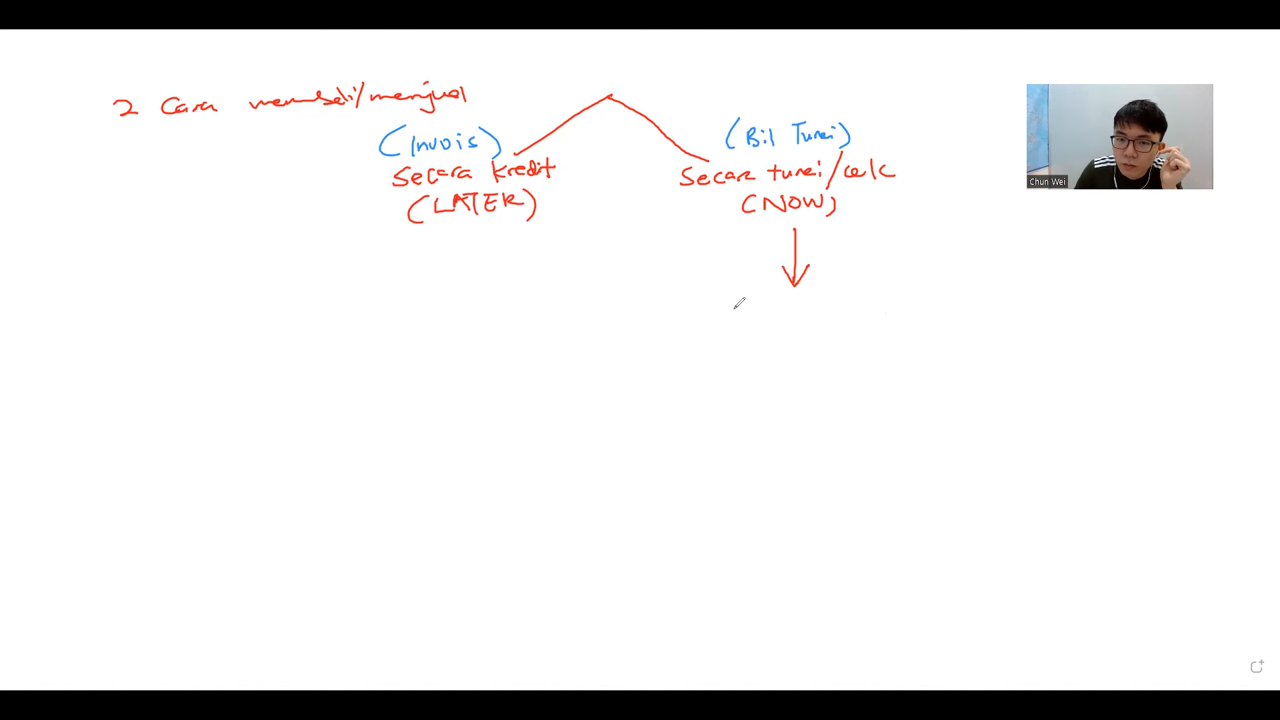 2 Cara membeli/menjual
(Invois)
Secara kredit
(LATER)
(Bil Tunai)
Secara tunai/cek
(NOW)
Chun Wei